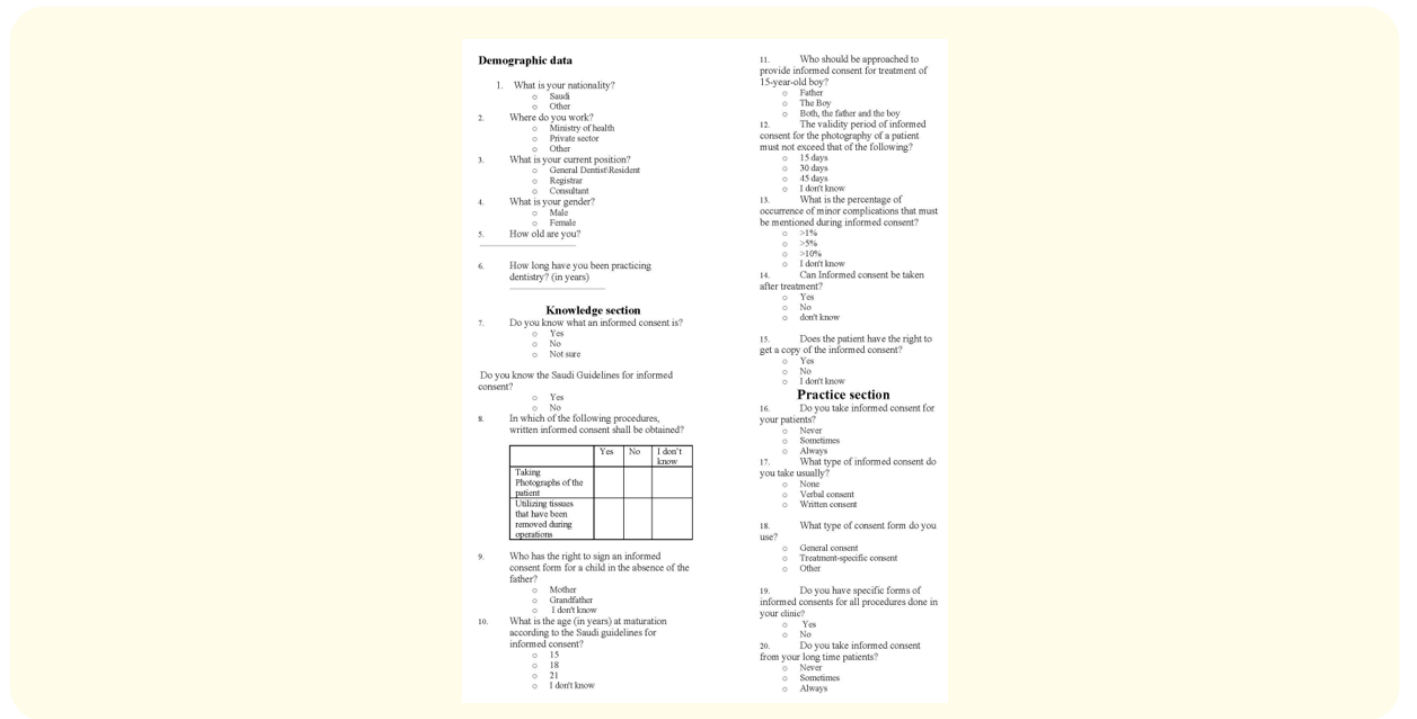 Demographic data
1. What is your nationality?
o Saudi
o Other
2. Where do you work?
o Ministry of health
o Private sector
o Other
3. What is your current position?
o General Dentist\Resident
o Registrar
o Consultant
4. What is your gender?
o Male
o Female
5. How old are you?
6. How long have you been practicing
dentistry? (in years)
Knowledge section
7. Do you know what an informed consent is?
o Yes
o No
o Not sure
Do you know the Saudi Guidelines for informed
consent?
o Yes
o No
8. In which of the following procedures,
written informed consent shall be obtained?
Yes No I don't
know
Taking
Photographs of the
patient
Utilizing tissues
that have been
removed during
operations
9. Who has the right to sign an informed
consent form for a child in the absence of the
father?
o Mother
o Grandfather
o I don't know
10. What is the age (in years) at maturation
according to the Saudi guidelines for
informed consent?
o 15
o 18
o 21
o I don't know
11. Who should be approached to
provide informed consent for treatment of
15-year-old boy?
o Father
o The Boy
o Both, the father and the boy
12. The validity period of informed
consent for the photography of a patient
must not exceed that of the following?
o 15 days
o 30 days
o 45 days
o I don't know
13. What is the percentage of
occurrence of minor complications that must
be mentioned during informed consent?
o >1%
o >5%
o >10%
o I don't know
14. Can Informed consent be taken
after treatment?
o Yes
o No
o don't know
15. Does the patient have the right to
get a copy of the informed consent?
o Yes
o No
o I don't know
Practice section
16. Do you take informed consent for
your patients?
o Never
o Sometimes
o Always
17. What type of informed consent do
you take usually?
o None
o Verbal consent
o Written consent
18. What type of consent form do you
use?
o General consent
o Treatment-specific consent
o Other
19. Do you have specific forms of
informed consents for all procedures done in
your clinic?
o Yes
o No
20. Do you take informed consent
from your long time patients?
o Never
o Sometimes
o Always